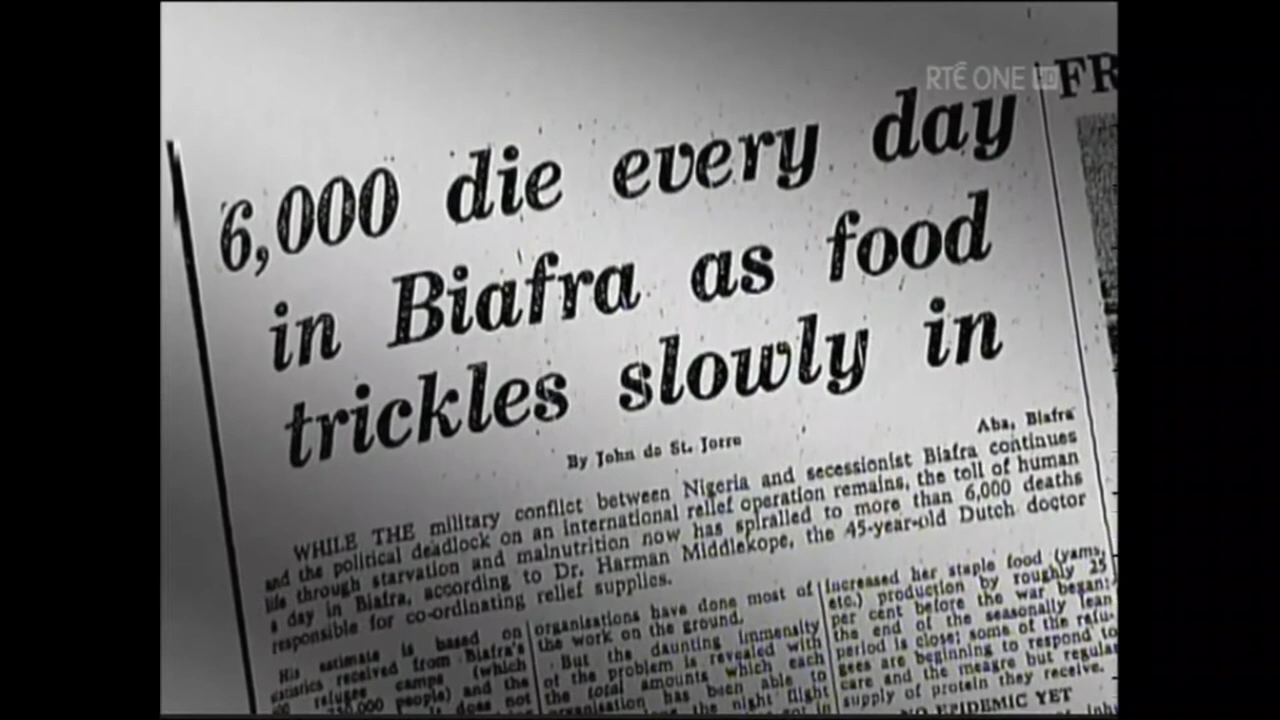 RTÉ ONE HD
FR
6,000 die every day
in Biafra as food
trickles slowly in
By John de St. Jorre
Aba, Biafra
WHILE THE military conflict between Nigeria and secessionist Biafra continues
and the political deadlock on an international relief operation remains, the toll of human
life through starvation and malnutrition now has spiralled to more than 6,000 deaths
a day in Biafra, according to Dr. Harman Middlekope, the 45-year-old Dutch doctor
responsible for co-ordinating relief supplies.
His estimate is based on
received from Biafra's
refugee camps (which
people) and the
does not
organisations have done most of
the work on the ground.
But the daunting immensity
of the problem is revealed with
the total amounts which each
organisation has been able to
the night flight
increased her staple food (yams,
etc.) production by roughly 25
per cent before the war began;
the end of the seasonally lean
period is close; some of the refu-
gees are beginning to respond to
care and the meagre but regular
supply of protein they receive.
NO EPIDEMIC YET